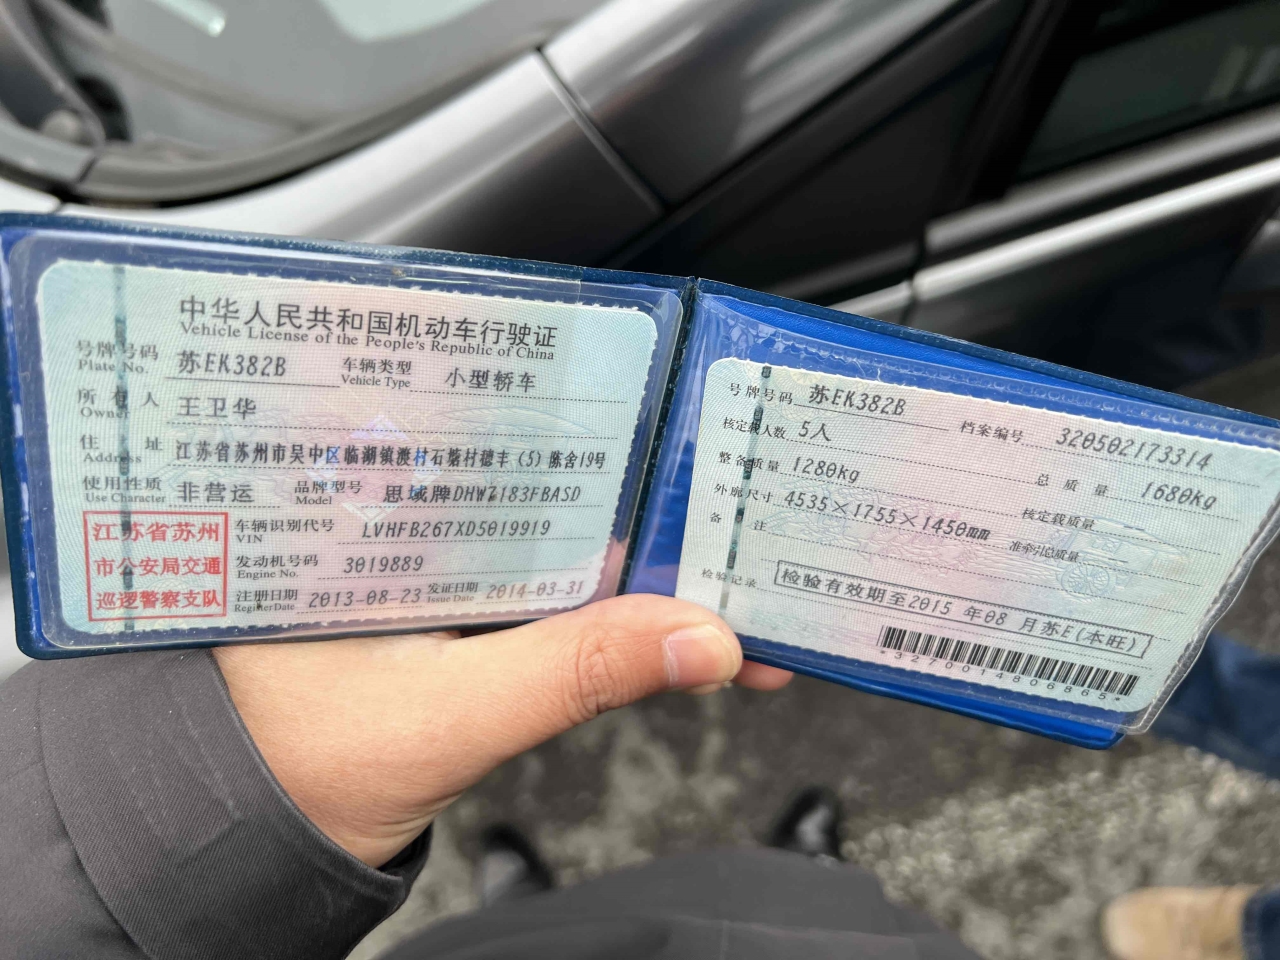 中华人民共和国机动车行驶证
Vehicle License of the People's Republic of China
号牌号码 苏EK382B 车辆类型 小型轿车
Plate No. Vehicle Type
所有人 王卫华
Owner
住址 江苏省苏州市吴中区临湖镇渡村石塘村穗丰(5)陈舍19号
Address
使用性质 非营运 品牌型号 思域牌DHW7183FBASD
Use Character Model
江苏省苏州
市公安局交通
巡逻警察支队
车辆识别代号 LVHFB267XD5019919
VIN
发动机号码 3019889
Engine No.
注册日期 2013-08-23 发证日期 2014-03-31
Register Date Issue Date
号牌号码 苏EK382B 档案编号 320502173314
核定载人数 5人 总质量 1680kg
整备质量 1280kg 核定载质量
外廓尺寸 4535×1755×1450mm 准牵引总质量
备注
检验记录 检验有效期至2015年08月苏E(本旺)
*3270014806865*